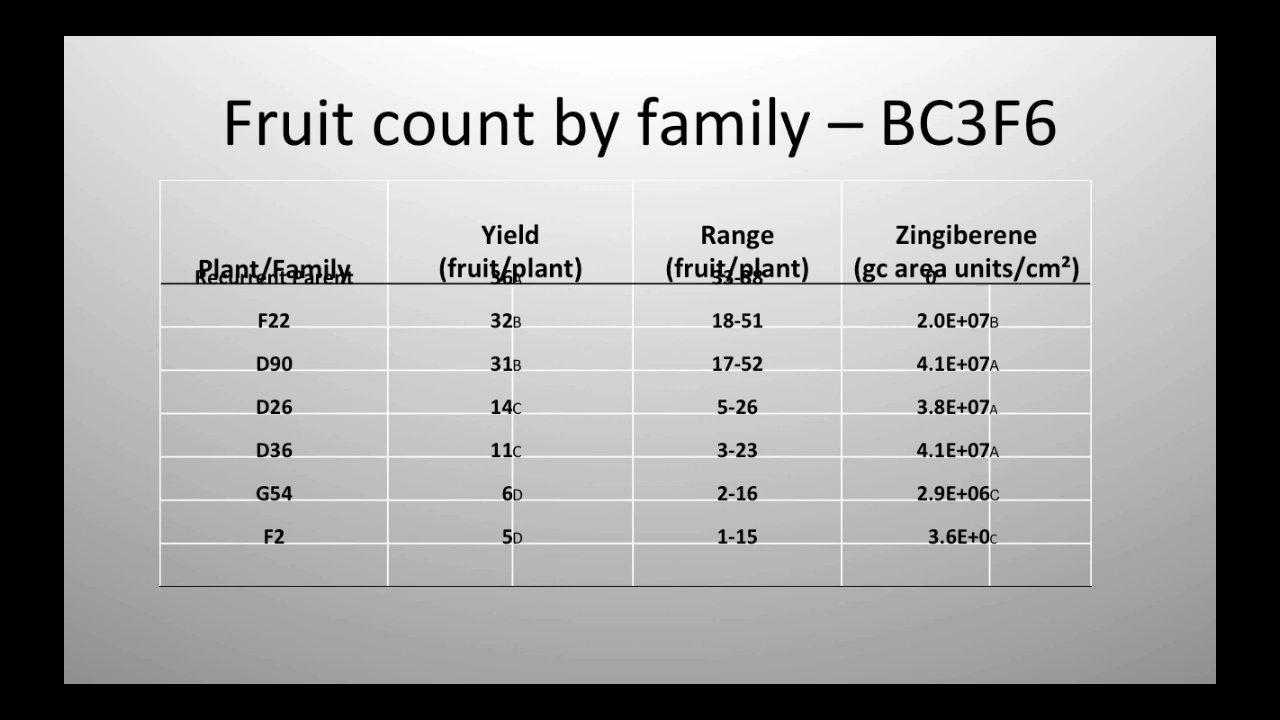 Fruit count by family – BC3F6
Plant/Family Yield (fruit/plant) Range (fruit/plant) Zingiberene (gc area units/cm²)
Recurrent Parent 0
F22 32B 18-51 2.0E+07B
D90 31B 17-52 4.1E+07A
D26 14C 5-26 3.8E+07A
D36 11C 3-23 4.1E+07A
G54 6D 2-16 2.9E+06C
F2 5D 1-15 3.6E+0C